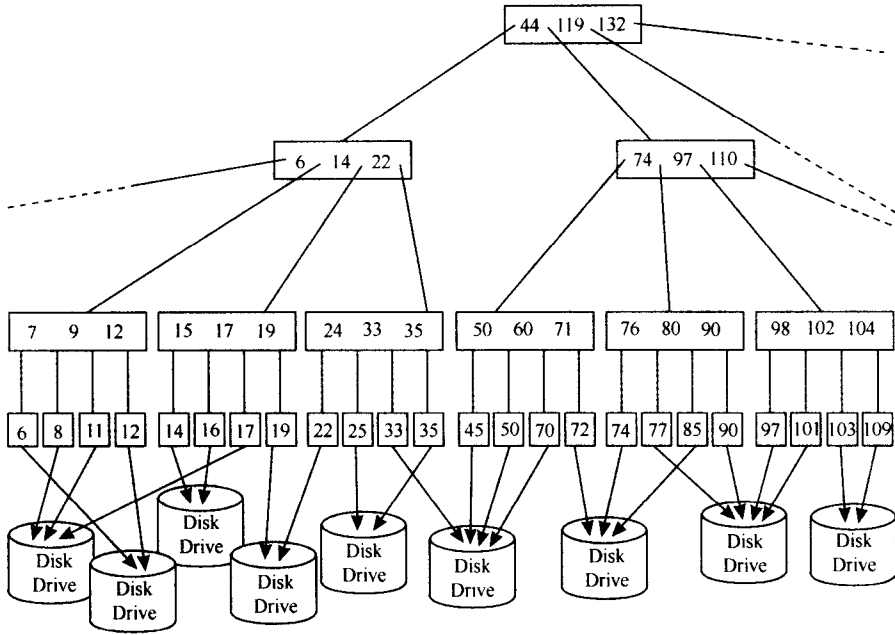 44 119 132
6 14 22
74 97 110
7 9 12
15 17 19
24 33 35
50 60 71
76 80 90
98 102 104
6 8 11 12 14 16 17 19 22 25 33 35 45 50 70 72 74 77 85 90 97 101 103 109
Disk
Drive
Disk
Drive
Disk
Drive
Disk
Drive
Disk
Drive
Disk
Drive
Disk
Drive
Disk
Drive
Disk
Drive